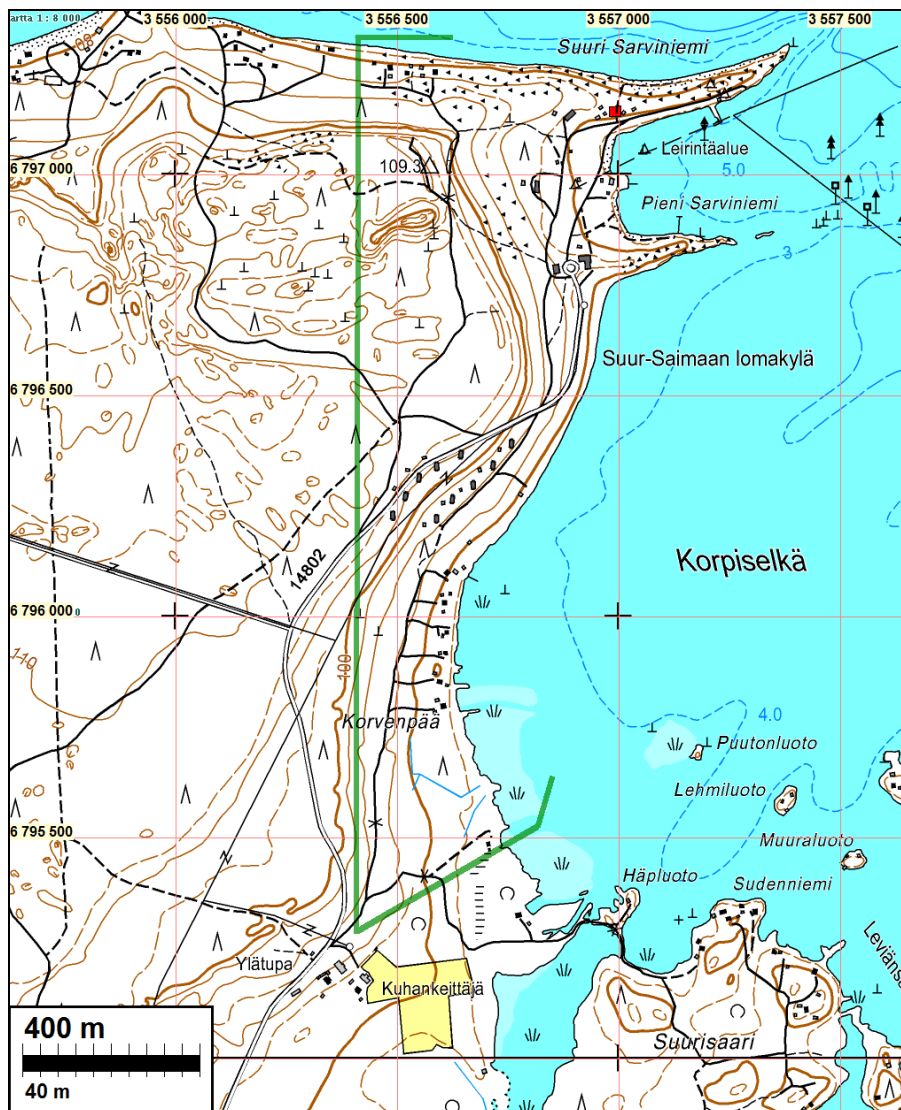 artta 1 : 8 000
3 556 000
3 556 500
3 557 000
3 557 500
Suuri Sarviniemi
108
Leirintäalue
6 797 000
109.3
5.0
Pieni Sarviniemi
3
Suur-Saimaan lomakylä
6 796 500
14802
Korpiselkä
6 796 000
110
100
Korvenpää
4.0
Puutonluoto
Lehmiluoto
6 795 500
Muuraluoto
Häpluoto
Sudenniemi
Leviäns
Ylätupa
Kuhankeittäjä
400 m
Suurisaari
40 m